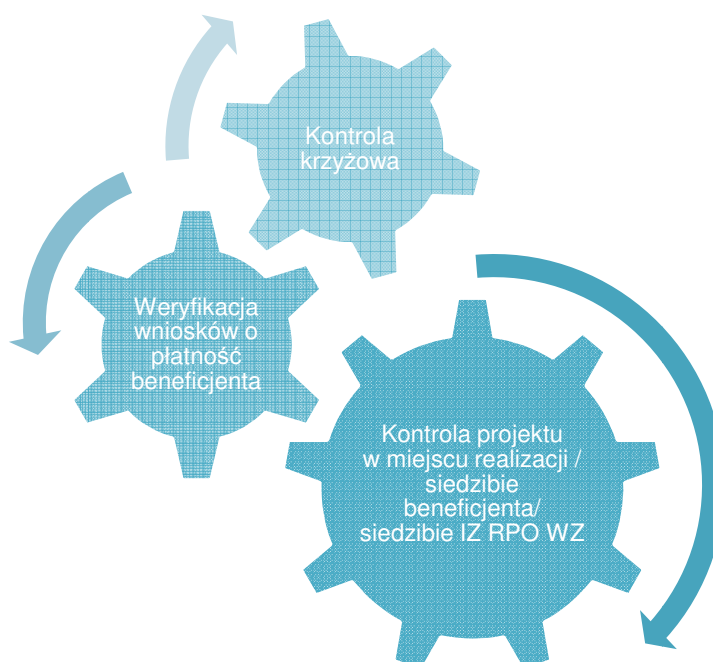 Kontrola
krzyżowa
Weryfikacja
wniosków o
płatność
beneficjenta
Kontrola projektu
w miejscu realizacji /
siedzibie
beneficjenta/
siedzibie IZ RPO WZ